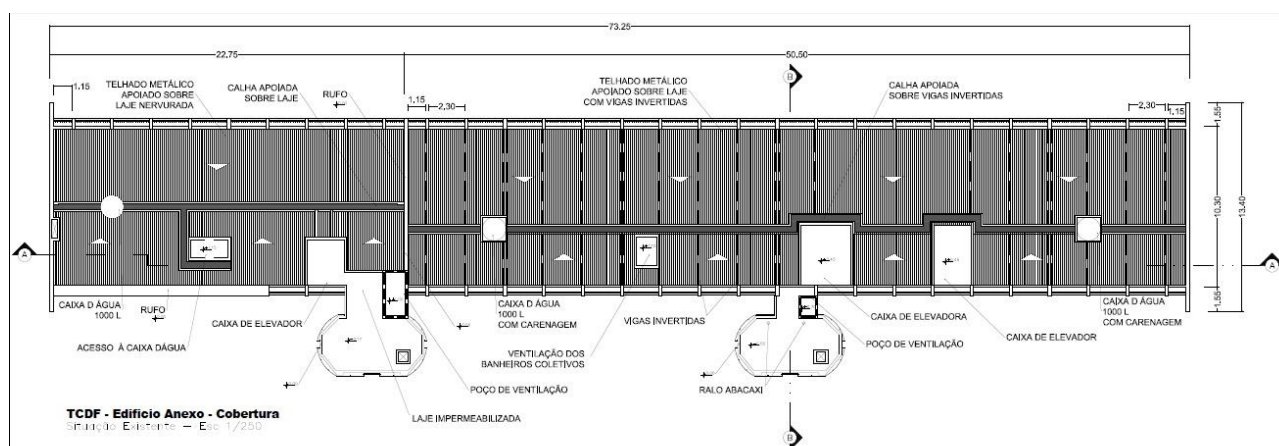 73.25
22.75
50.50
B
1.15
TELHADO METÁLICO
APOIADO SOBRE
LAJE NERVURADA
CALHA APOIADA
SOBRE LAJE
RUFO
1.15
2,30
TELHADO METÁLICO
APOIADO SOBRE LAJE
COM VIGAS INVERTIDAS
CALHA APOIADA
SOBRE VIGAS INVERTIDAS
2,30
1.15
1.55
10.30
13.40
1.55
A
A
CAIXA D ÁGUA
1000 L
RUFO
ACESSO À CAIXA DÁGUA
CAIXA DE ELEVADOR
CAIXA D ÁGUA
1000 L
COM CARENAGEM
VIGAS INVERTIDAS
VENTILAÇÃO DOS
BANHEIROS COLETIVOS
POÇO DE VENTILAÇÃO
LAJE IMPERMEABILIZADA
CAIXA DE ELEVADORA
POÇO DE VENTILAÇÃO
RALO ABACAXI
CAIXA DE ELEVADOR
CAIXA D ÁGUA
1000 L
COM CARENAGEM
B
TCDF - Edifício Anexo - Cobertura
Situação Existente — Esc 1/250